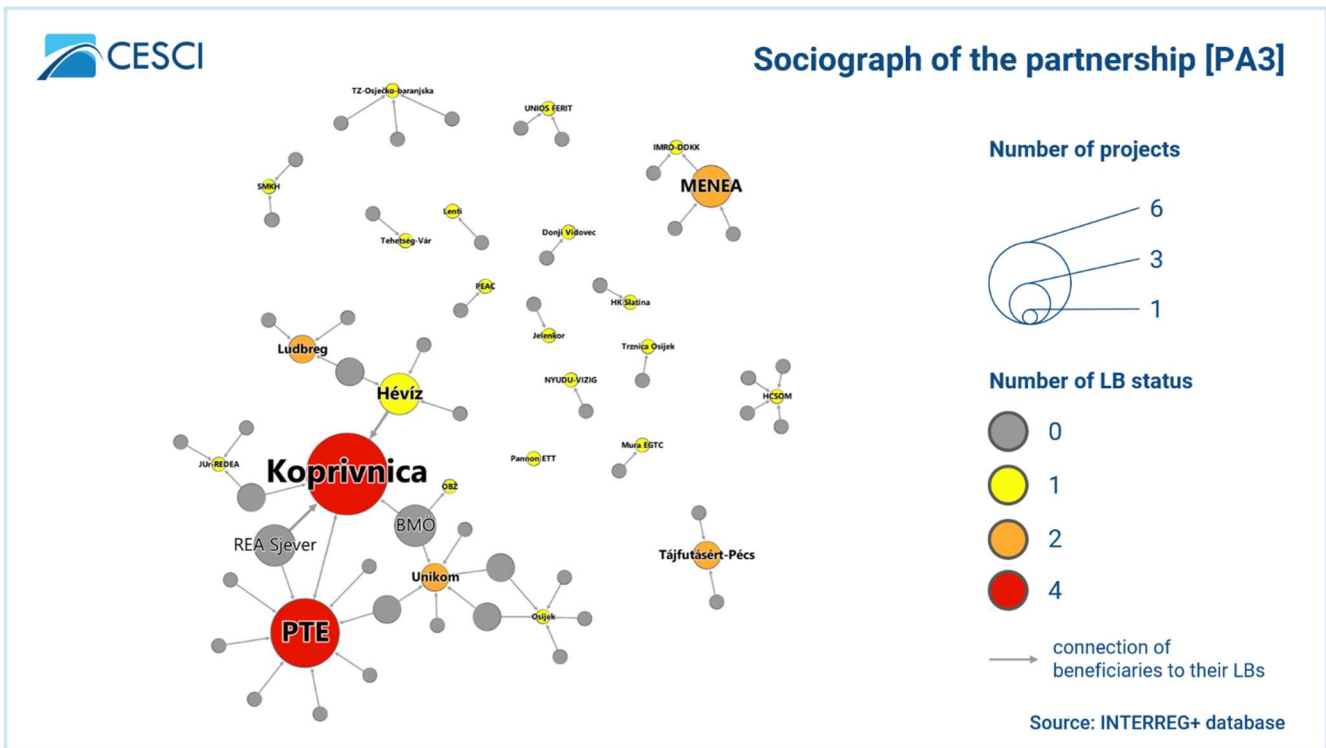 CESCI
Sociograph of the partnership [PA3]
TZ-Osječko-baranjska
UNIOS FERIT
IMRO-DDKK
MENEA
SMKH
Lenti
Tehetség-Vár
Donji Vidovec
PEAC
HK Slatina
Jelenkor
Trznica Osijek
Ludbreg
NYUDU-VIZIG
Hévíz
HCSOM
Mura EGTC
Pannon ETT
JUr-REDEA
Koprivnica
OBŽ
BMÖ
REA Sjever
Tájfutásért-Pécs
Unikom
Osijek
PTE
Number of projects
6
3
1
Number of LB status
0
1
2
4
connection of
beneficiaries to their LBs
Source: INTERREG+ database